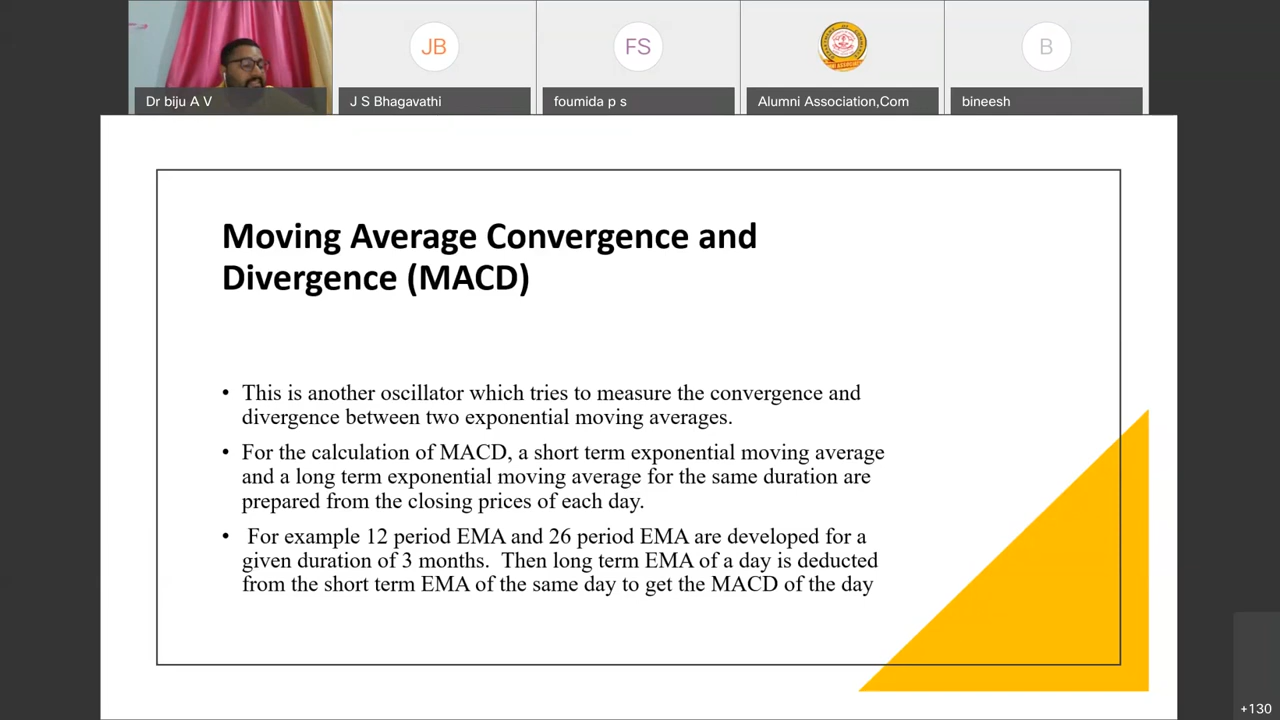 JB
FS
B
Dr biju A V
J S Bhagavathi
foumida p s
Alumni Association,Com
bineesh
Moving Average Convergence and
Divergence (MACD)
• This is another oscillator which tries to measure the convergence and
divergence between two exponential moving averages.
• For the calculation of MACD, a short term exponential moving average
and a long term exponential moving average for the same duration are
prepared from the closing prices of each day.
• For example 12 period EMA and 26 period EMA are developed for a
given duration of 3 months. Then long term EMA of a day is deducted
from the short term EMA of the same day to get the MACD of the day
+130